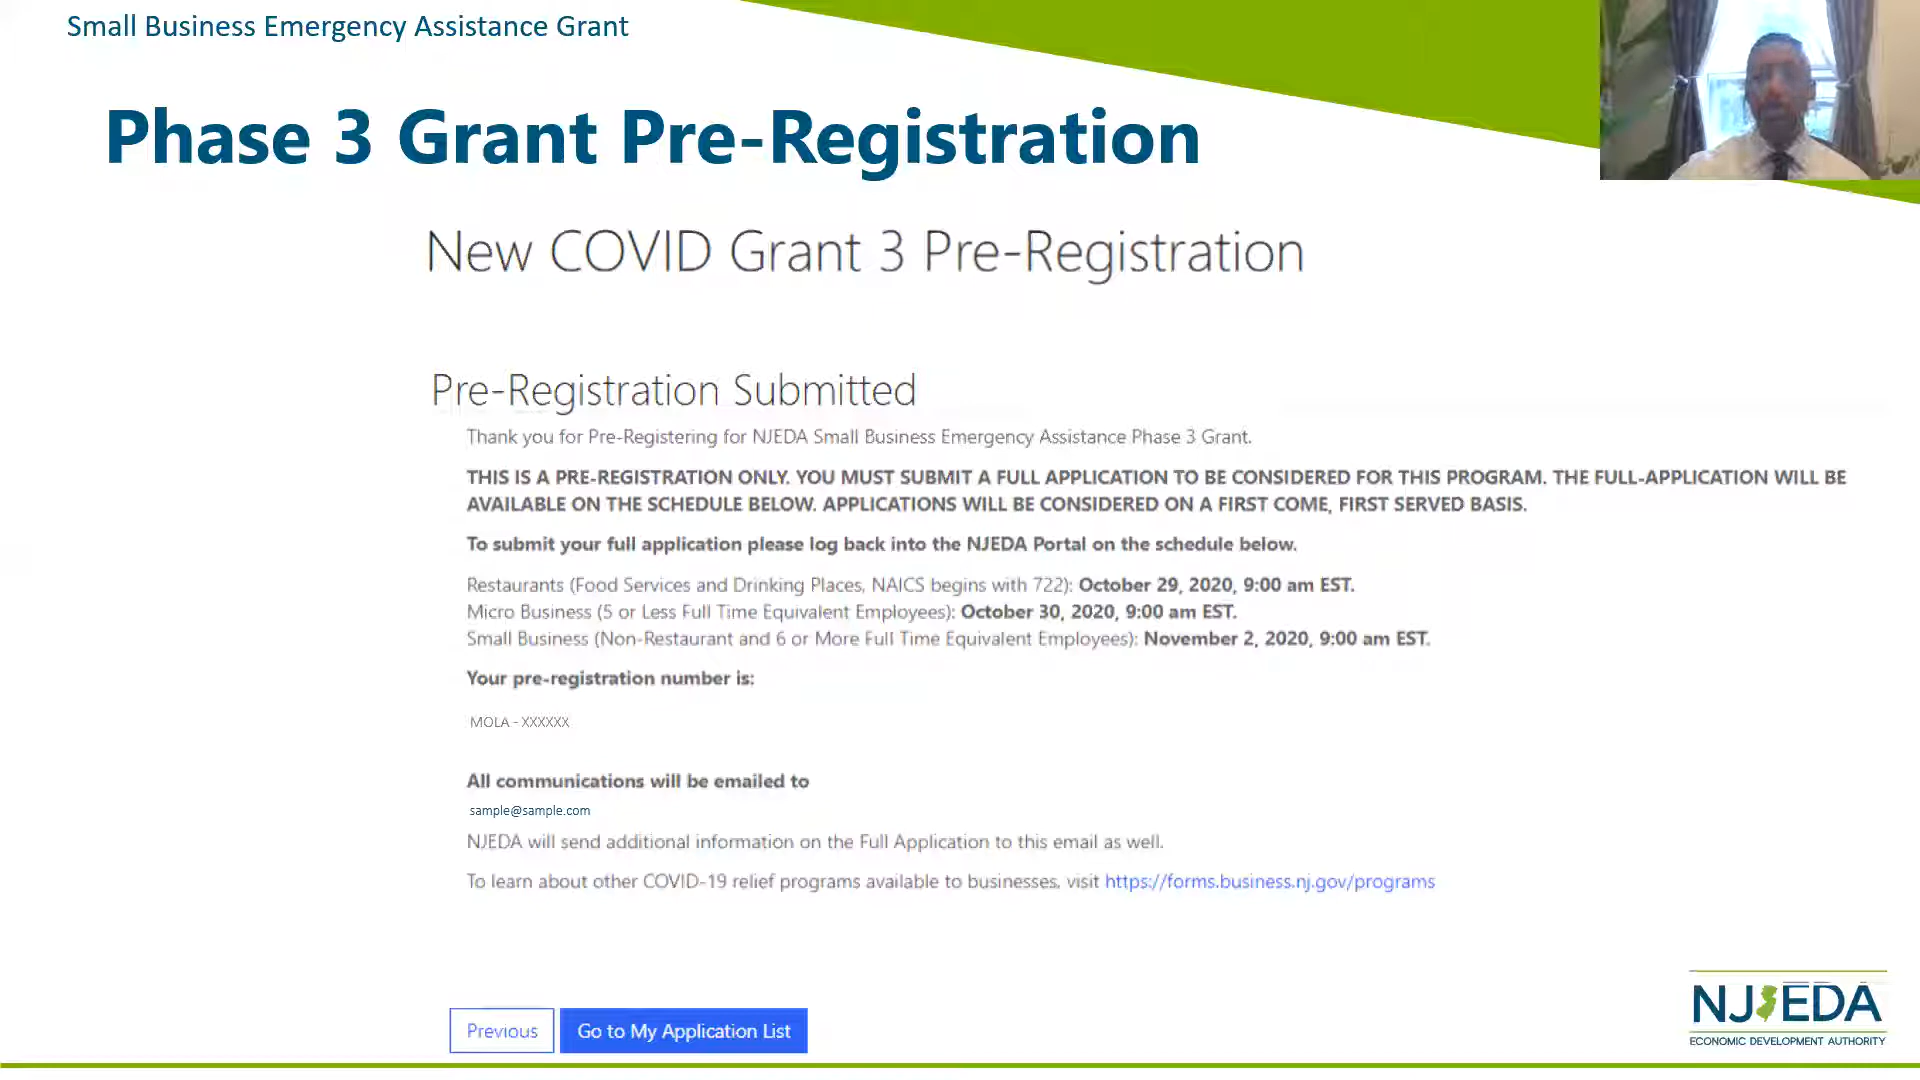 Small Business Emergency Assistance Grant
Phase 3 Grant Pre-Registration
New COVID Grant 3 Pre-Registration
Pre-Registration Submitted
Thank you for Pre-Registering for NJEDA Small Business Emergency Assistance Phase 3 Grant.
THIS IS A PRE-REGISTRATION ONLY. YOU MUST SUBMIT A FULL APPLICATION TO BE CONSIDERED FOR THIS PROGRAM. THE FULL-APPLICATION WILL BE
AVAILABLE ON THE SCHEDULE BELOW. APPLICATIONS WILL BE CONSIDERED ON A FIRST COME, FIRST SERVED BASIS.
To submit your full application please log back into the NJEDA Portal on the schedule below.
Restaurants (Food Services and Drinking Places, NAICS begins with 722): October 29, 2020, 9:00 am EST.
Micro Business (5 or Less Full Time Equivalent Employees): October 30, 2020, 9:00 am EST.
Small Business (Non-Restaurant and 6 or More Full Time Equivalent Employees): November 2, 2020, 9:00 am EST.
Your pre-registration number is:
MOLA - XXXXXX
All communications will be emailed to
sample@sample.com
NJEDA will send additional information on the Full Application to this email as well.
To learn about other COVID-19 relief programs available to businesses, visit https://forms.business.nj.gov/programs
Previous
Go to My Application List
NJEDA
ECONOMIC DEVELOPMENT AUTHORITY